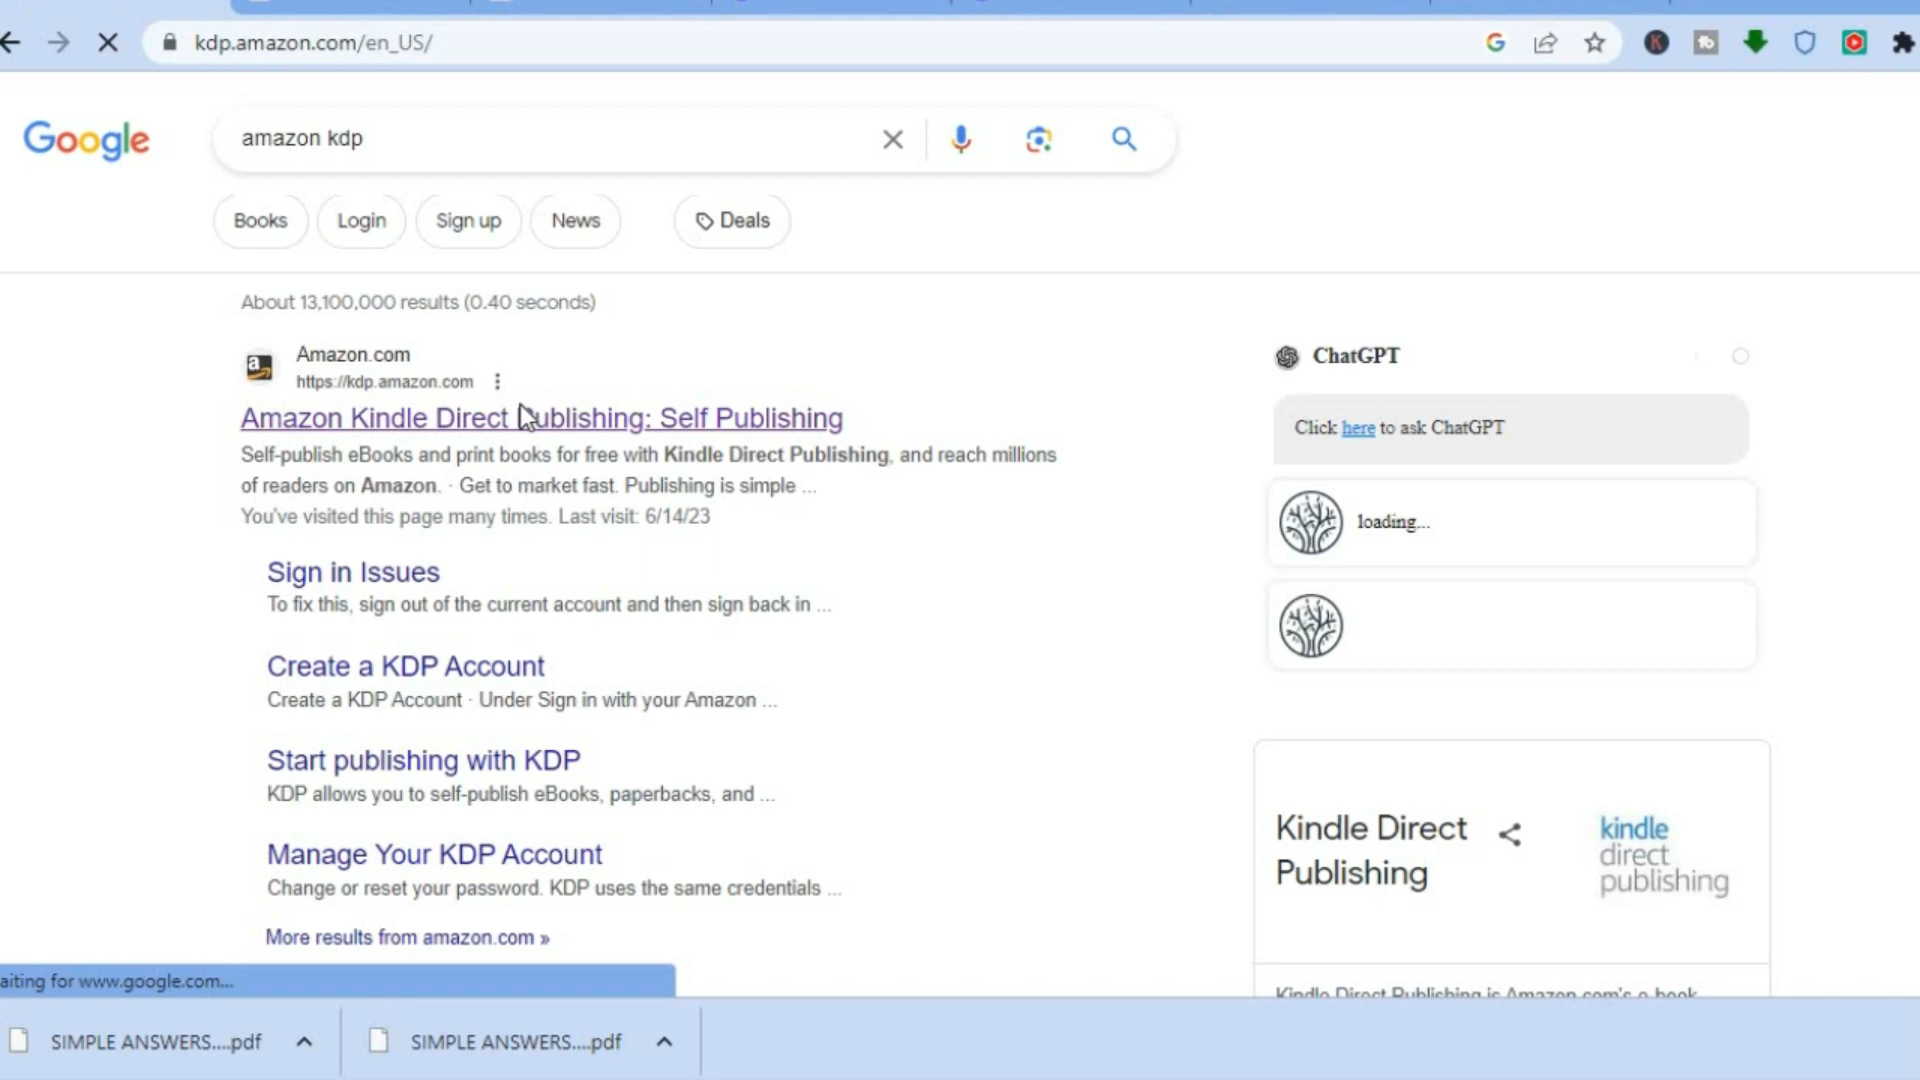 kdp.amazon.com/en_US/
Google
amazon kdp
Books Login Sign up News Deals
About 13,100,000 results (0.40 seconds)
Amazon.com
https://kdp.amazon.com
Amazon Kindle Direct Publishing: Self Publishing
Self-publish eBooks and print books for free with Kindle Direct Publishing, and reach millions
of readers on Amazon. · Get to market fast. Publishing is simple ...
You've visited this page many times. Last visit: 6/14/23
Sign in Issues
To fix this, sign out of the current account and then sign back in ...
Create a KDP Account
Create a KDP Account · Under Sign in with your Amazon ...
Start publishing with KDP
KDP allows you to self-publish eBooks, paperbacks, and ...
Manage Your KDP Account
Change or reset your password. KDP uses the same credentials ...
More results from amazon.com »
ChatGPT
Click here to ask ChatGPT
loading...
Kindle Direct
Publishing
kindle
direct
publishing
Kindle Direct Publishing is Amazon.com's e-book
aiting for www.google.com...
SIMPLE ANSWERS....pdf
SIMPLE ANSWERS....pdf